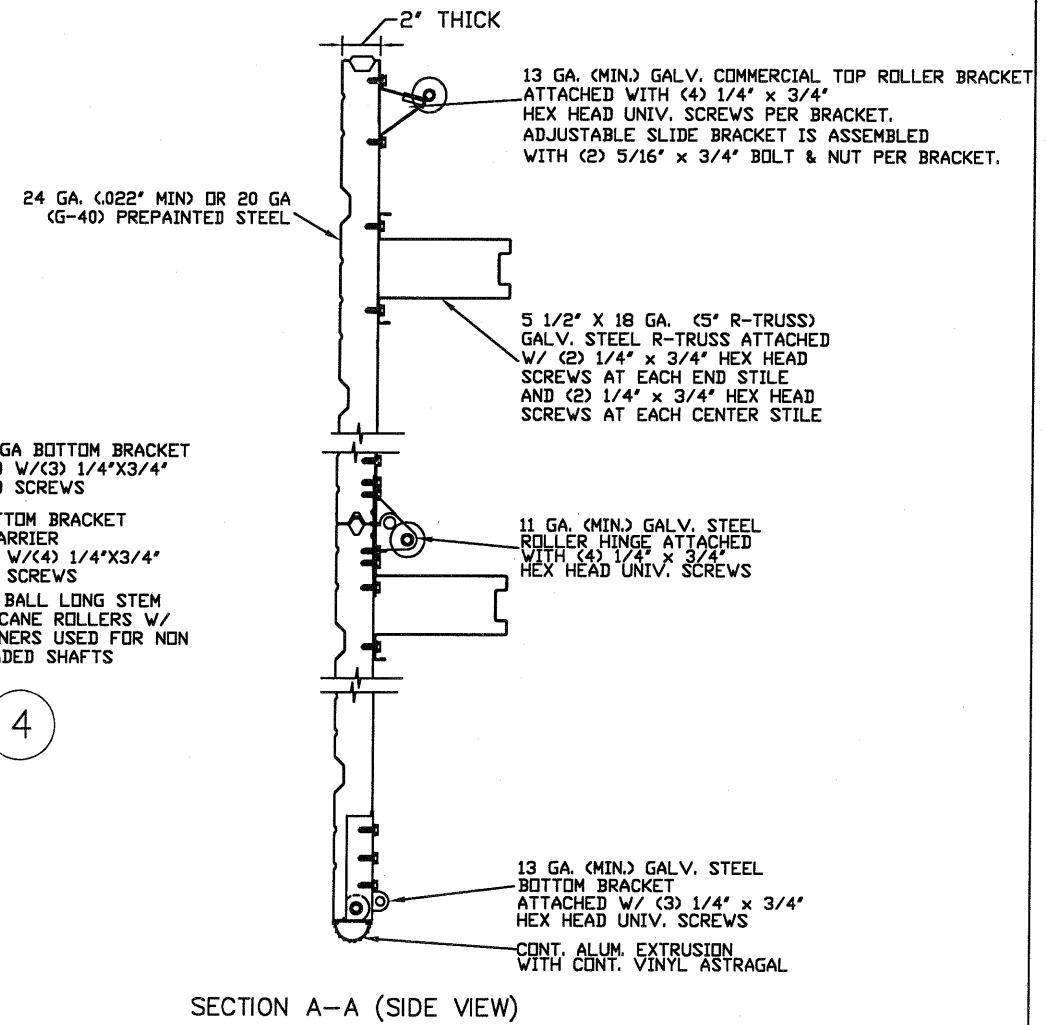 2" THICK
13 GA. (MIN.) GALV. COMMERCIAL TOP ROLLER BRACKET
ATTACHED WITH (4) 1/4" x 3/4"
HEX HEAD UNIV. SCREWS PER BRACKET.
ADJUSTABLE SLIDE BRACKET IS ASSEMBLED
WITH (2) 5/16" x 3/4" BOLT & NUT PER BRACKET.
24 GA. (.022" MIN) OR 20 GA
(G-40) PREPAINTED STEEL
5 1/2" X 18 GA. (5" R-TRUSS)
GALV. STEEL R-TRUSS ATTACHED
W/ (2) 1/4" x 3/4" HEX HEAD
SCREWS AT EACH END STILE
AND (2) 1/4" x 3/4" HEX HEAD
SCREWS AT EACH CENTER STILE
GA BOTTOM BRACKET
W/(3) 1/4"X3/4"
SCREWS
TTOM BRACKET
ARRIER
W/(4) 1/4"X3/4"
SCREWS
BALL LONG STEM
CANE ROLLERS W/
NERS USED FOR NON
DED SHAFTS
4
11 GA. (MIN.) GALV. STEEL
ROLLER HINGE ATTACHED
WITH (4) 1/4" x 3/4"
HEX HEAD UNIV. SCREWS
13 GA. (MIN.) GALV. STEEL
BOTTOM BRACKET
ATTACHED W/ (3) 1/4" x 3/4"
HEX HEAD UNIV. SCREWS
CONT. ALUM. EXTRUSION
WITH CONT. VINYL ASTRAGAL
SECTION A-A (SIDE VIEW)